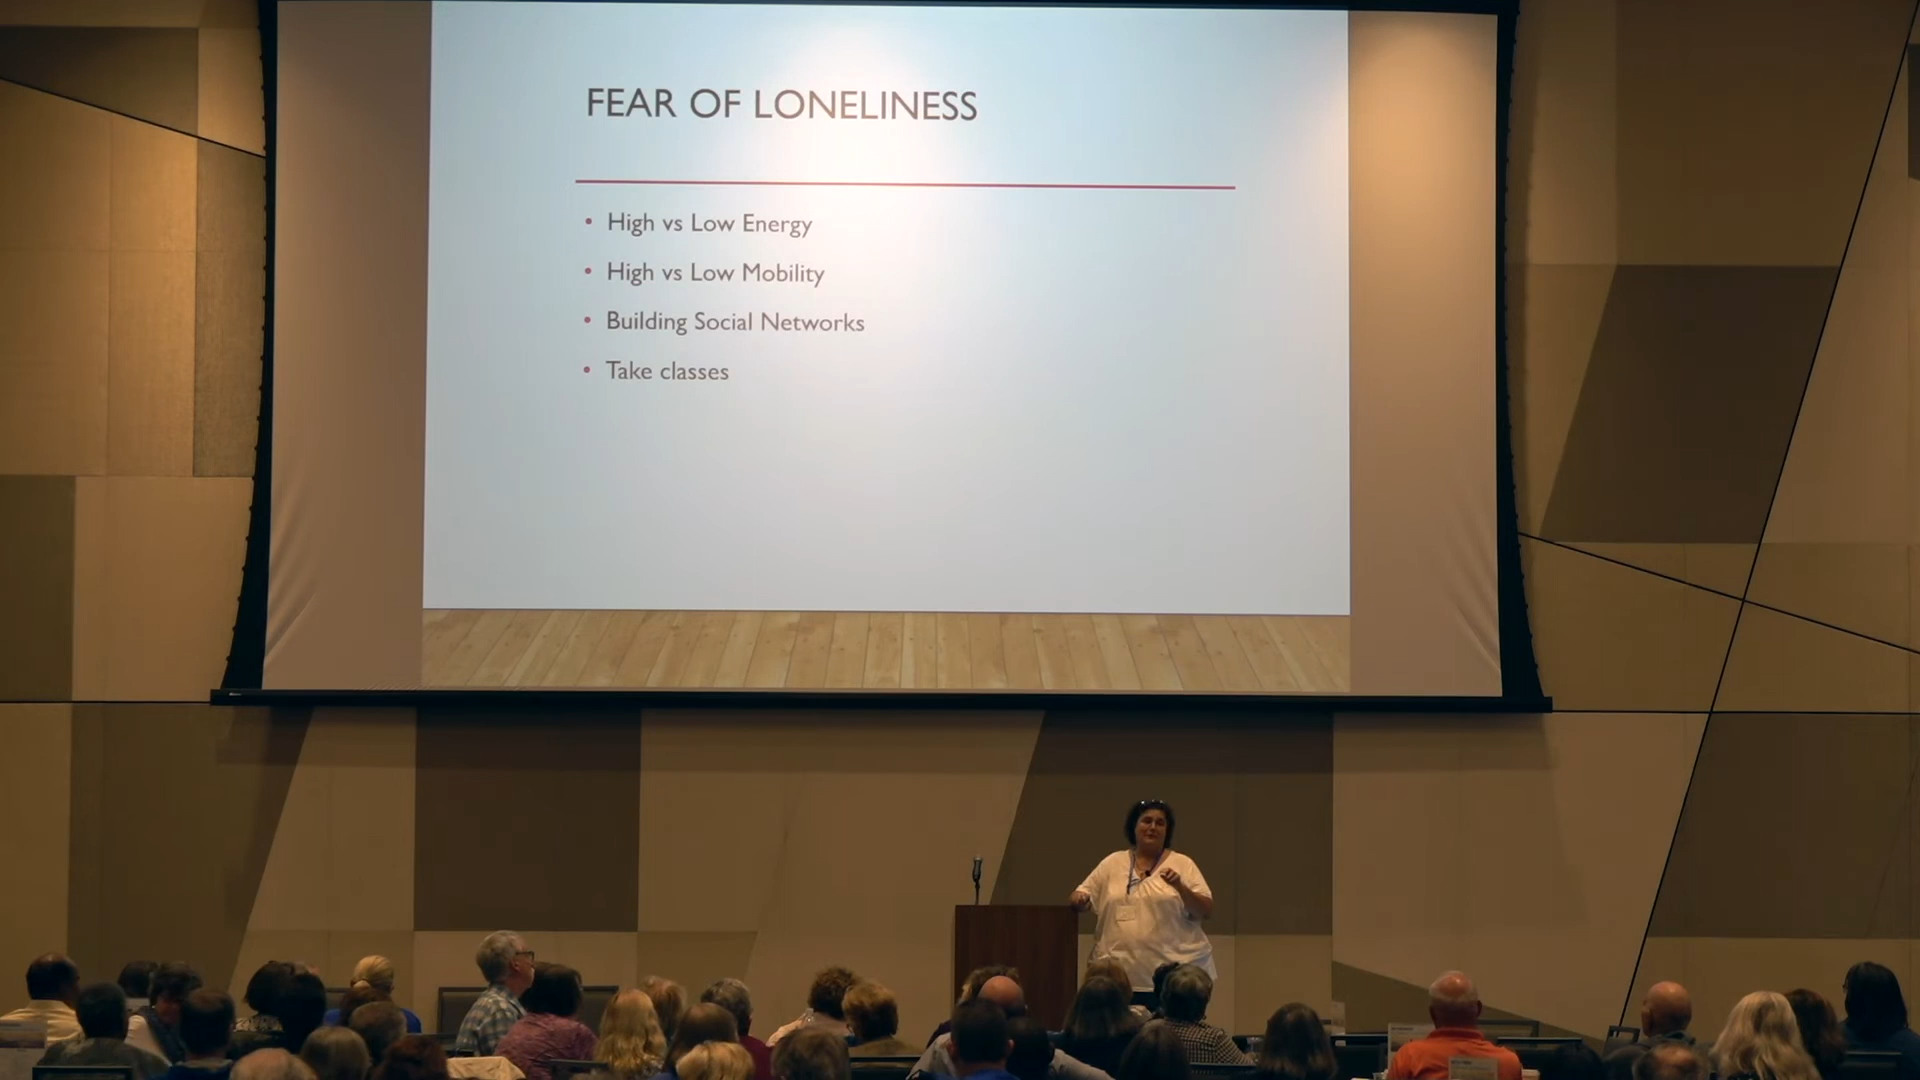 FEAR OF LONELINESS
• High vs Low Energy
• High vs Low Mobility
• Building Social Networks
• Take classes